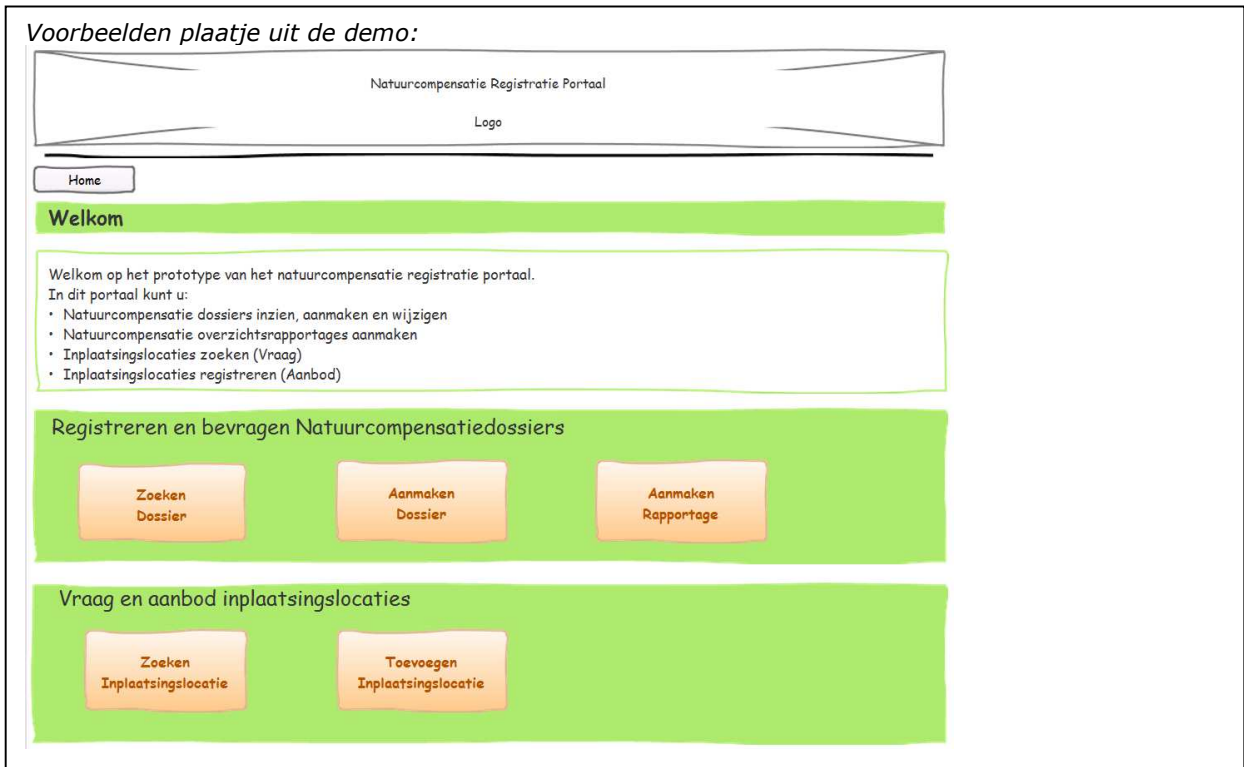 Voorbeelden plaatje uit de demo:
Natuurcompensatie Registratie Portaal
Logo
Home
Welkom
Welkom op het prototype van het natuurcompensatie registratie portaal.
In dit portaal kunt u:
• Natuurcompensatie dossiers inzien, aanmaken en wijzigen
• Natuurcompensatie overzichtsrapportages aanmaken
• Inplaatsingslocaties zoeken (Vraag)
• Inplaatsingslocaties registreren (Aanbod)
Registreren en bevragen Natuurcompensatiedossiers
Zoeken
Dossier
Aanmaken
Dossier
Aanmaken
Rapportage
Vraag en aanbod inplaatsingslocaties
Zoeken
Inplaatsingslocatie
Toevoegen
Inplaatsingslocatie